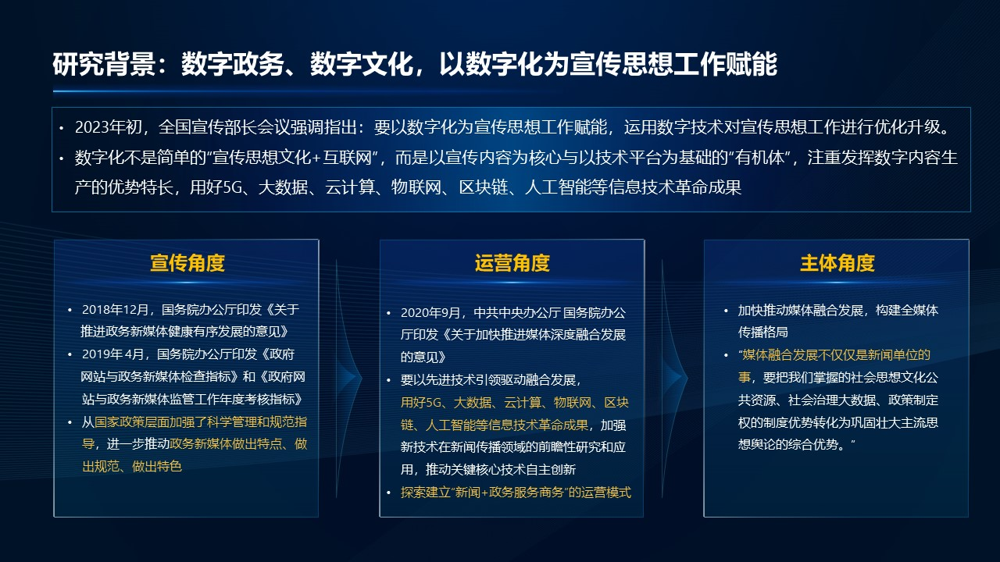 研究背景：数字政务、数字文化，以数字化为宣传思想工作赋能
• 2023年初，全国宣传部长会议强调指出：要以数字化为宣传思想工作赋能，运用数字技术对宣传思想工作进行优化升级。
• 数字化不是简单的“宣传思想文化+互联网”，而是以宣传内容为核心与以技术平台为基础的“有机体”，注重发挥数字内容生
产的优势特长，用好5G、大数据、云计算、物联网、区块链、人工智能等信息技术革命成果
宣传角度
• 2018年12月，国务院办公厅印发《关于
推进政务新媒体健康有序发展的意见》
• 2019年4月，国务院办公厅印发《政府
网站与政务新媒体检查指标》和《政府网
站与政务新媒体监管工作年度考核指标》
• 从国家政策层面加强了科学管理和规范指
导，进一步推动政务新媒体做出特点、做
出规范、做出特色
运营角度
• 2020年9月，中共中央办公厅 国务院办公
厅印发《关于加快推进媒体深度融合发展
的意见》
• 要以先进技术引领驱动融合发展，
用好5G、大数据、云计算、物联网、区块
链、人工智能等信息技术革命成果，加强
新技术在新闻传播领域的前瞻性研究和应
用，推动关键核心技术自主创新
• 探索建立“新闻+政务服务商务”的运营模式
主体角度
• 加快推动媒体融合发展，构建全媒体
传播格局
• “媒体融合发展不仅仅是新闻单位的
事，要把我们掌握的社会思想文化公
共资源、社会治理大数据、政策制定
权的制度优势转化为巩固壮大主流思
想舆论的综合优势。”